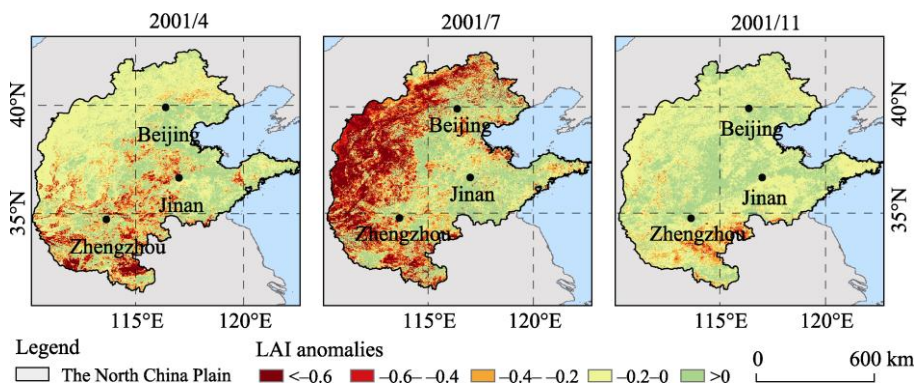 2001/4 2001/7 2001/11
40°N 40°N
Beijing Beijing Beijing
Jinan Jinan Jinan
35°N 35°N
Zhengzhou Zhengzhou Zhengzhou
115°E 120°E 115°E 120°E 115°E 120°E
Legend LAI anomalies 0 600 km
The North China Plain <–0.6 –0.6– –0.4 –0.4– –0.2 –0.2–0 >0